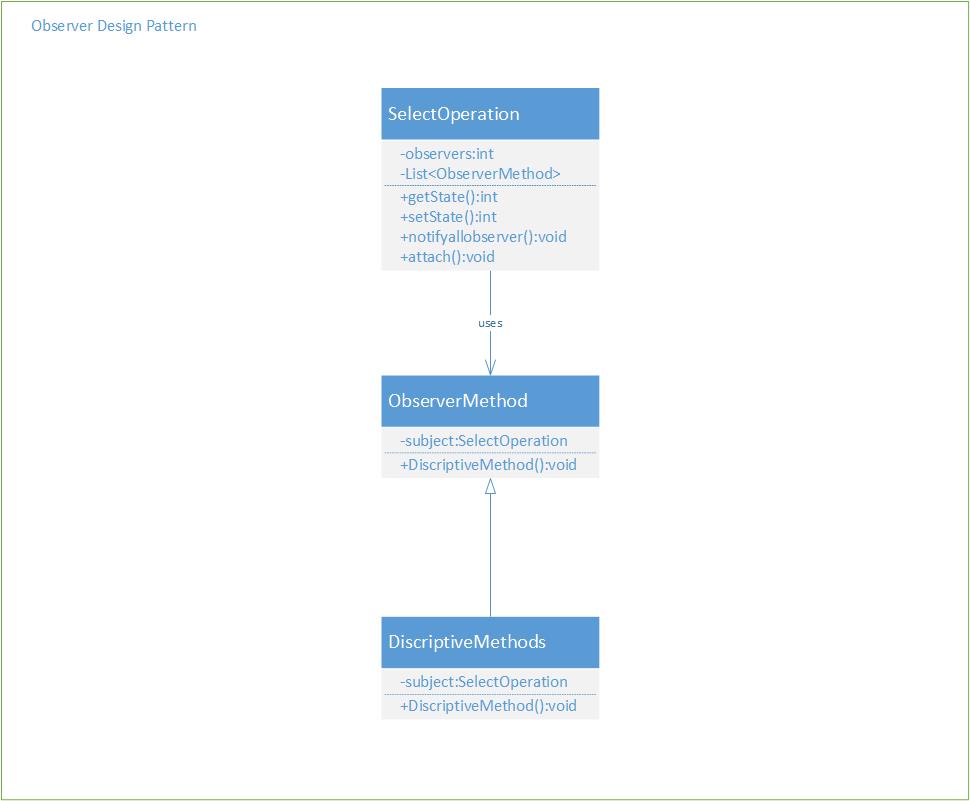 Observer Design Pattern
SelectOperation
-observers:int
-List<ObserverMethod>
+getState():int
+setState():int
+notifyallobserver():void
+attach():void
uses
ObserverMethod
-subject:SelectOperation
+DiscriptiveMethod():void
DiscriptiveMethods
-subject:SelectOperation
+DiscriptiveMethod():void